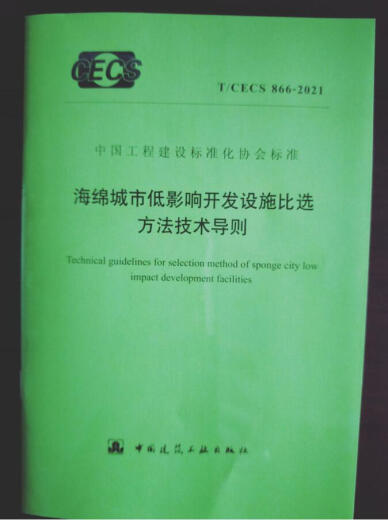 CECS
T/CECS 866-2021
中国工程建设标准化协会标准
海绵城市低影响开发设施比选
方法技术导则
Technical guidelines for selection method of sponge city low
impact development facilities
中国建筑工业出版社